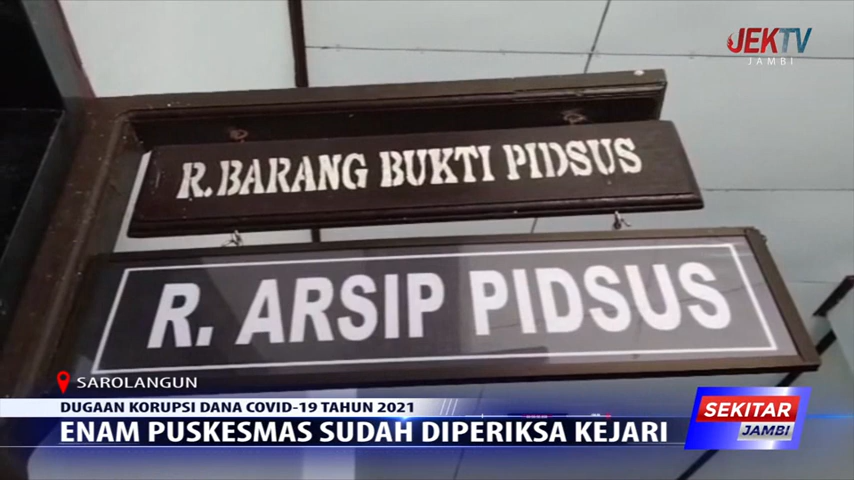 JEKTV
JAMBI
R. BARANG BUKTI PIDSUS
R. ARSIP PIDSUS
SAROLANGUN
DUGAAN KORUPSI DANA COVID-19 TAHUN 2021
ENAM PUSKESMAS SUDAH DIPERIKSA KEJARI
SEKITAR
JAMBI